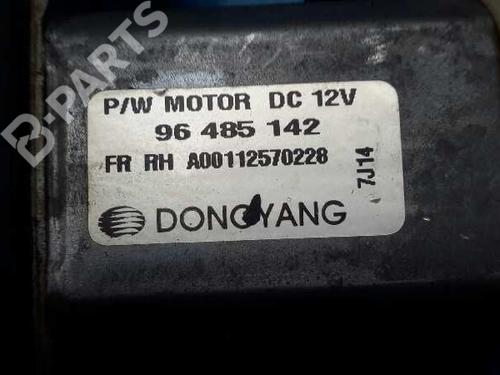 B-PARTS
P/W MOTOR DC 12V
96 485 142
FR RH A00112570228
7J14
DONGYANG